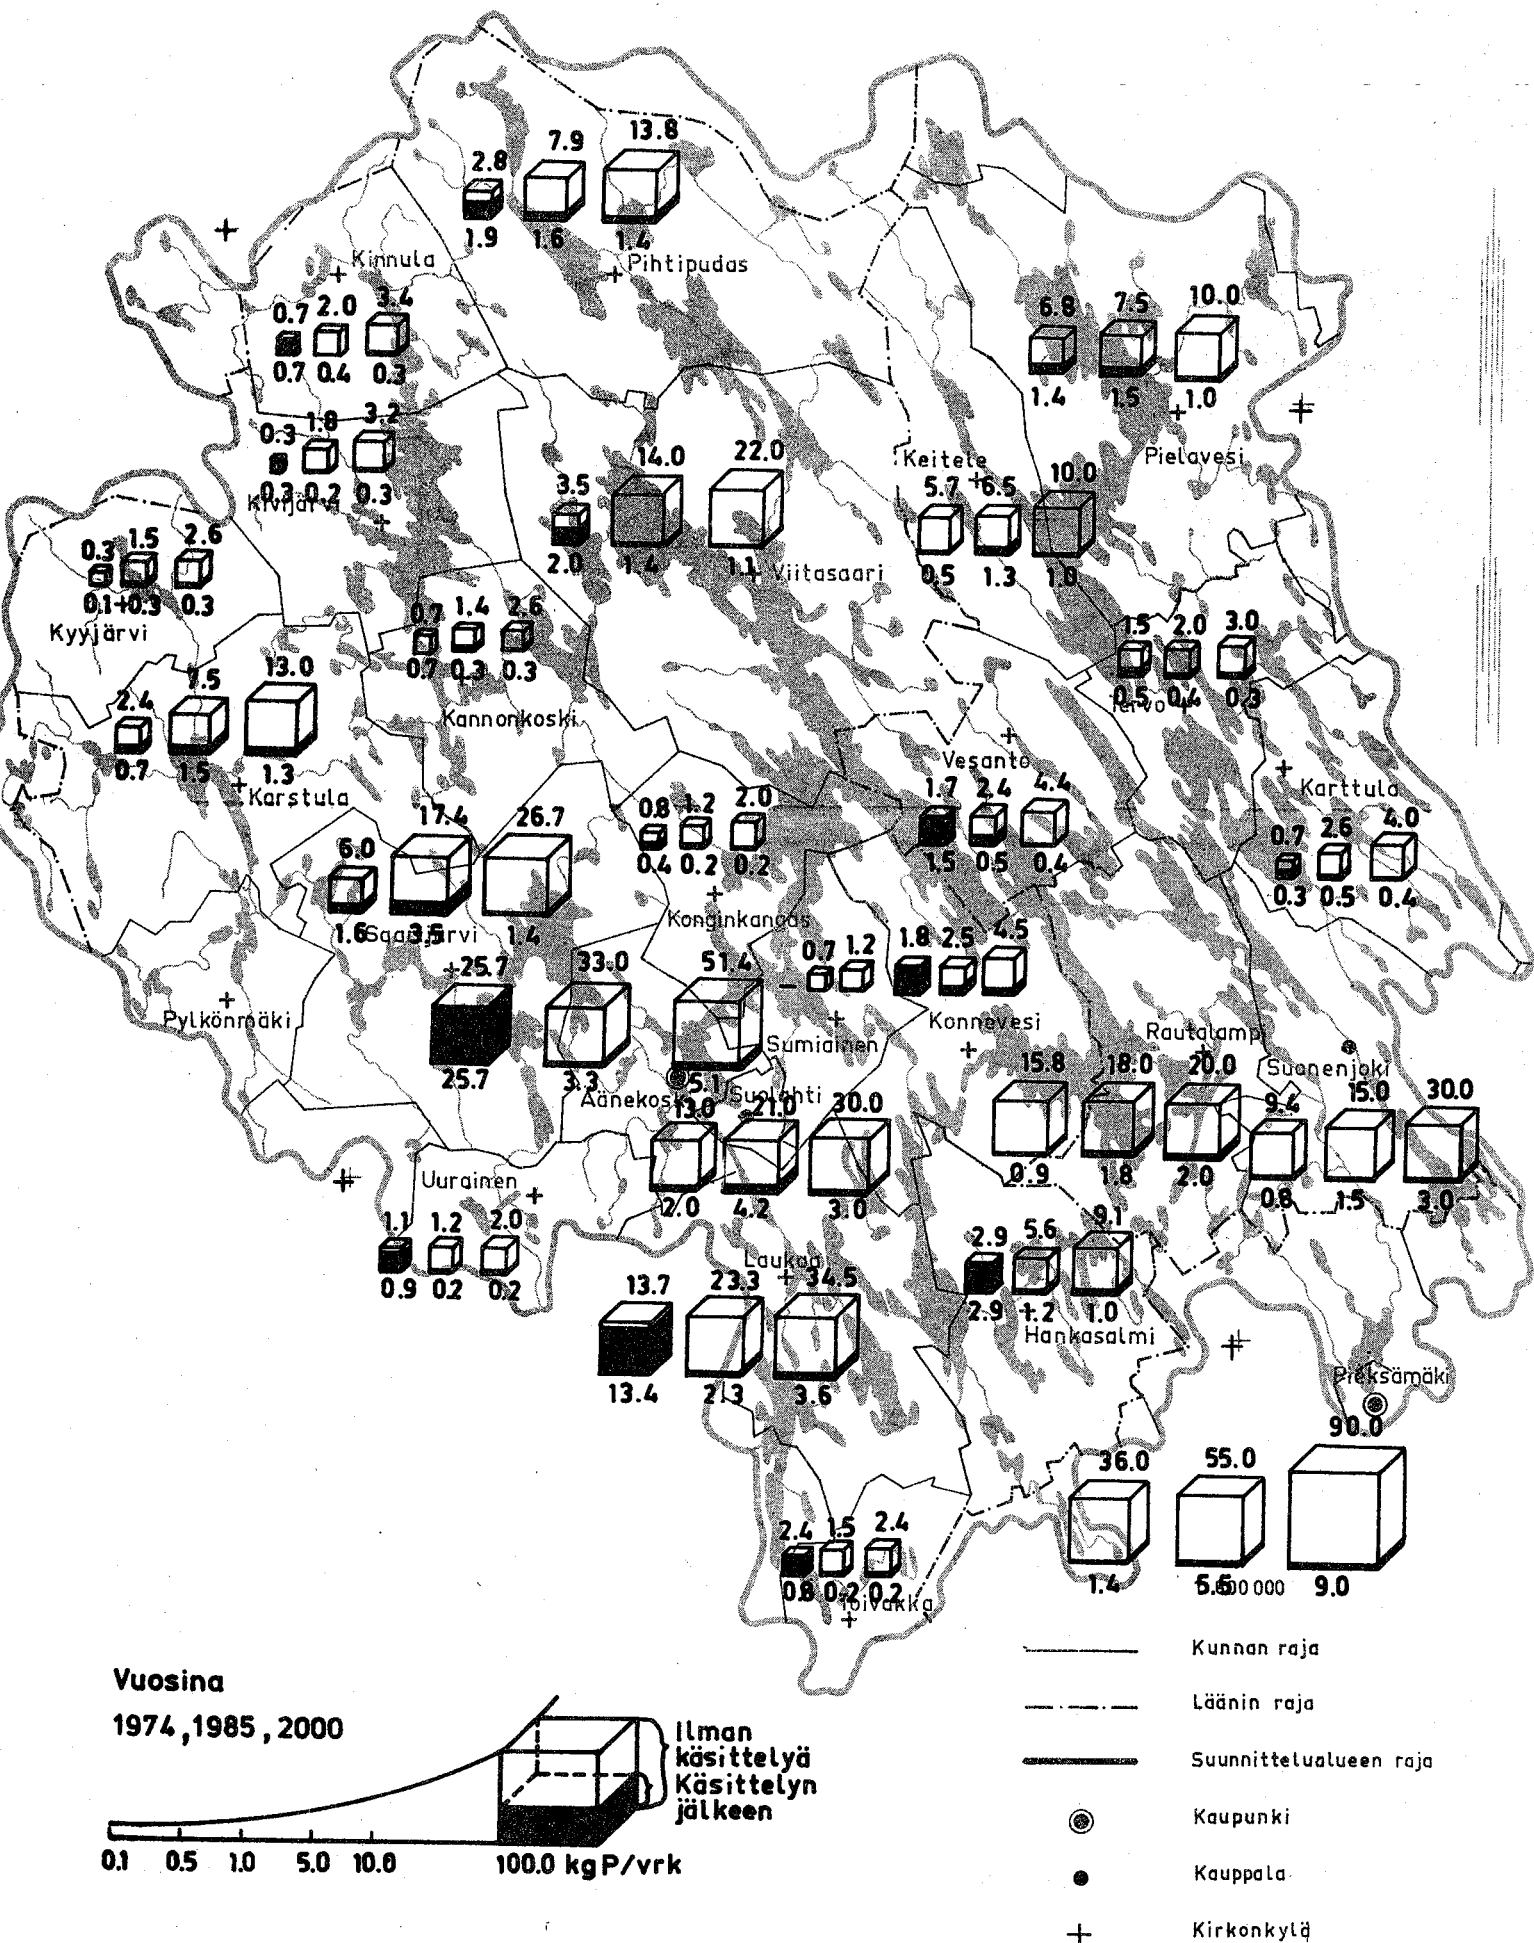 2.8 7.9 13.8
1.9 1.6 1.4
Kinnula
Pihtipudas
0.7 2.0 3.4
0.7 0.4 0.3
6.8 7.5 10.0
1.4 1.5 1.0
Pielavesi
0.3 1.8 3.2
0.3 0.2 0.3
Kivijärvi
3.5 14.0 22.0
2.0 1.4 1.1
Viitasaari
Keitele
5.7 6.5 10.0
0.5 1.3 1.0
0.3 1.5 2.6
0.1 0.3 0.3
Kyyjärvi
0.7 1.4 2.6
0.7 0.3 0.3
Kannonkoski
1.5 2.0 3.0
0.5 0.4 0.3
Tervo
2.4 7.5 13.0
0.7 1.5 1.3
Karstula
Vesanto
1.7 2.4 4.4
1.5 0.5 0.4
Karttula
0.7 2.6 4.0
0.3 0.5 0.4
6.0 17.4 26.7
1.6 3.5 1.4
Saarijärvi
0.8 1.2 2.0
0.4 0.2 0.2
Konginkangas
– 0.7 1.2
Sumiainen
1.8 2.5 4.5
Konnevesi
Pylkönmäki
25.7 33.0 51.4
25.7 3.3 5.1
Äänekoski
Suolahti
13.0 21.0 30.0
2.0 4.2 3.0
Rautalampi
15.8 18.0 20.0
0.9 1.8 2.0
Suonenjoki
9.4 15.0 30.0
0.8 1.5 3.0
Uurainen
1.1 1.2 2.0
0.9 0.2 0.2
Laukaa
13.7 23.3 34.5
13.4 2.3 3.6
2.9 5.6 9.1
2.9 1.2 1.0
Hankasalmi
Pieksämäki
36.0 55.0 90.0
1.4 5.5 9.0
2.4 1.5 2.4
0.8 0.2 0.2
Toivakka
Vuosina
1974, 1985, 2000
Ilman
käsittelyä
Käsittelyn
jälkeen
0.1 0.5 1.0 5.0 10.0 100.0 kgP/vrk
Kunnan raja
Läänin raja
Suunnittelualueen raja
Kaupunki
Kauppala
Kirkonkylä